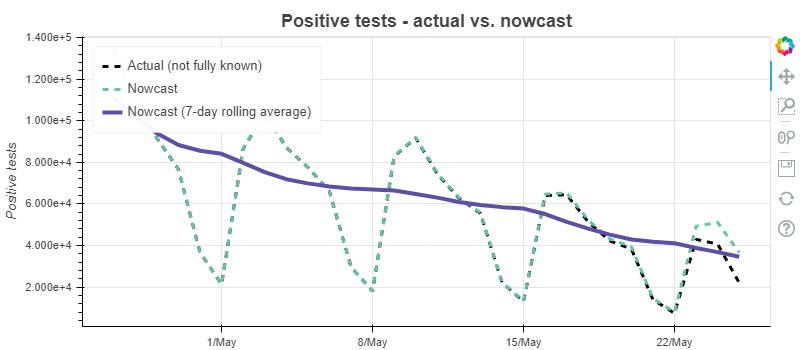 Positive tests - actual vs. nowcast
1.400e+5
1.200e+5
1.000e+5
8.000e+4
6.000e+4
4.000e+4
2.000e+4
Positive tests
Actual (not fully known)
Nowcast
Nowcast (7-day rolling average)
1/May
8/May
15/May
22/May